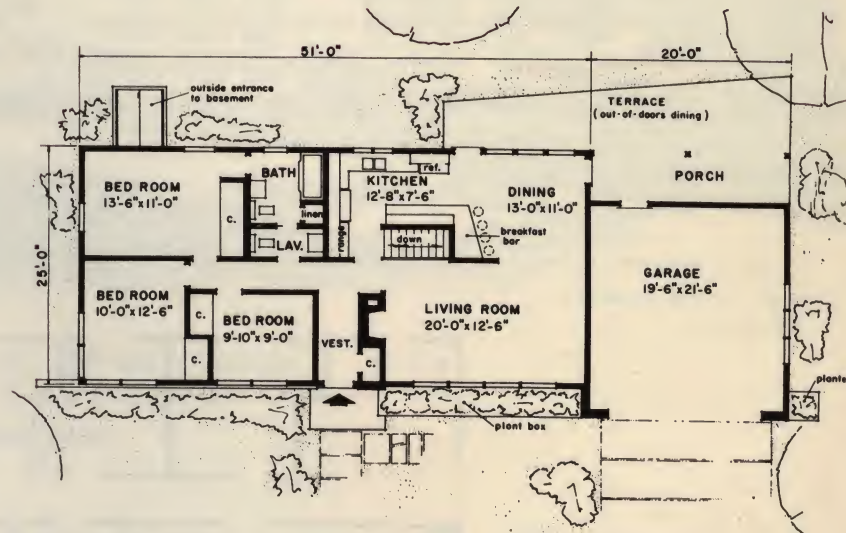 51'-0"
20'-0"
outside entrance
to basement
TERRACE
(out-of-doors dining)
BED ROOM
13'-6"x11'-0"
BATH
KITCHEN
12'-8"x7'-6"
ref.
DINING
13'-0"x11'-0"
PORCH
C.
linen
range
down
breakfast
bar
LAV.
25'-0"
BED ROOM
10'-0"x12'-6"
C.
C.
BED ROOM
9'-10"x9'-0"
VEST.
C.
LIVING ROOM
20'-0"x12'-6"
GARAGE
19'-6"x21'-6"
plant box
plante